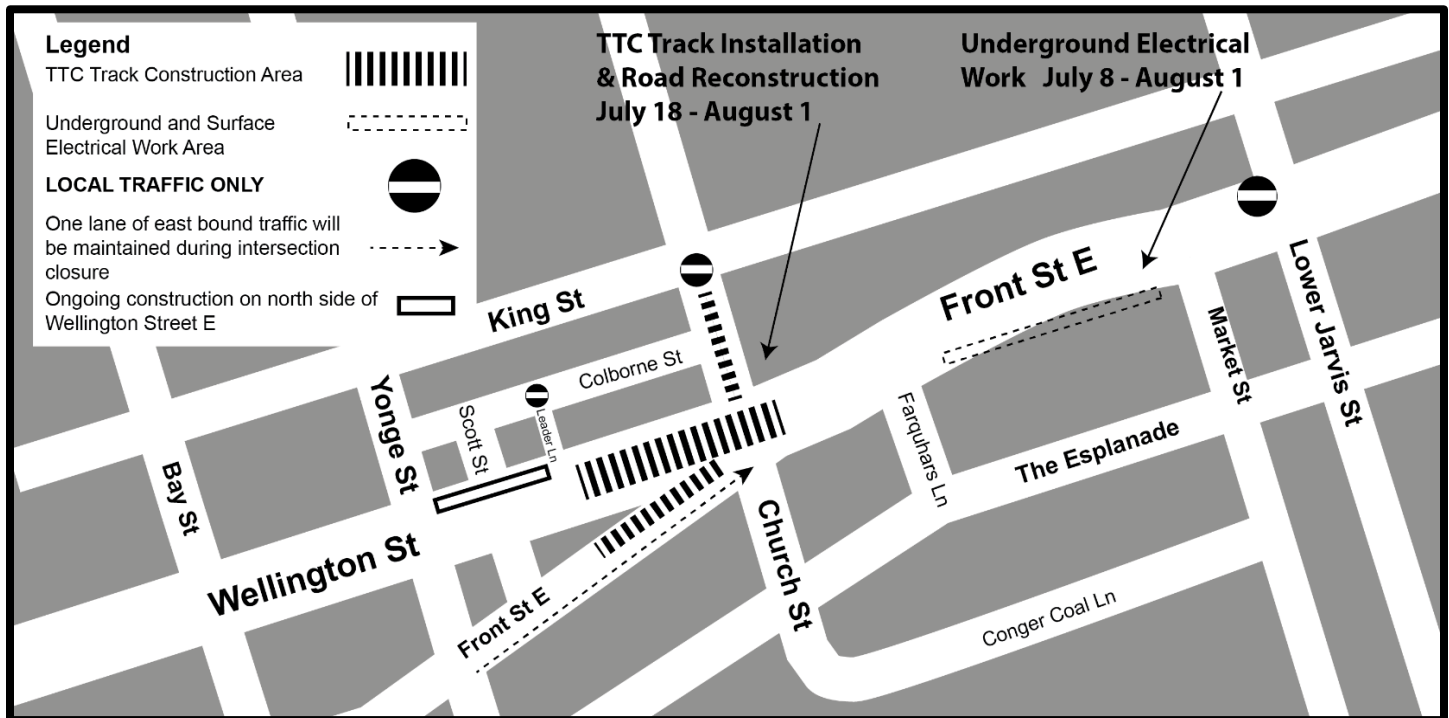 Legend
TTC Track Construction Area
Underground and Surface
Electrical Work Area
LOCAL TRAFFIC ONLY
One lane of east bound traffic will
be maintained during intersection
closure
Ongoing construction on north side of
Wellington Street E
TTC Track Installation
& Road Reconstruction
July 18 - August 1
Underground Electrical
Work July 8 - August 1
King St
Colborne St
Front St E
Lower Jarvis St
Market St
Yonge St
Scott St
Leader Ln
Bay St
Farquhars Ln
The Esplanade
Wellington St
Front St E
Church St
Conger Coal Ln